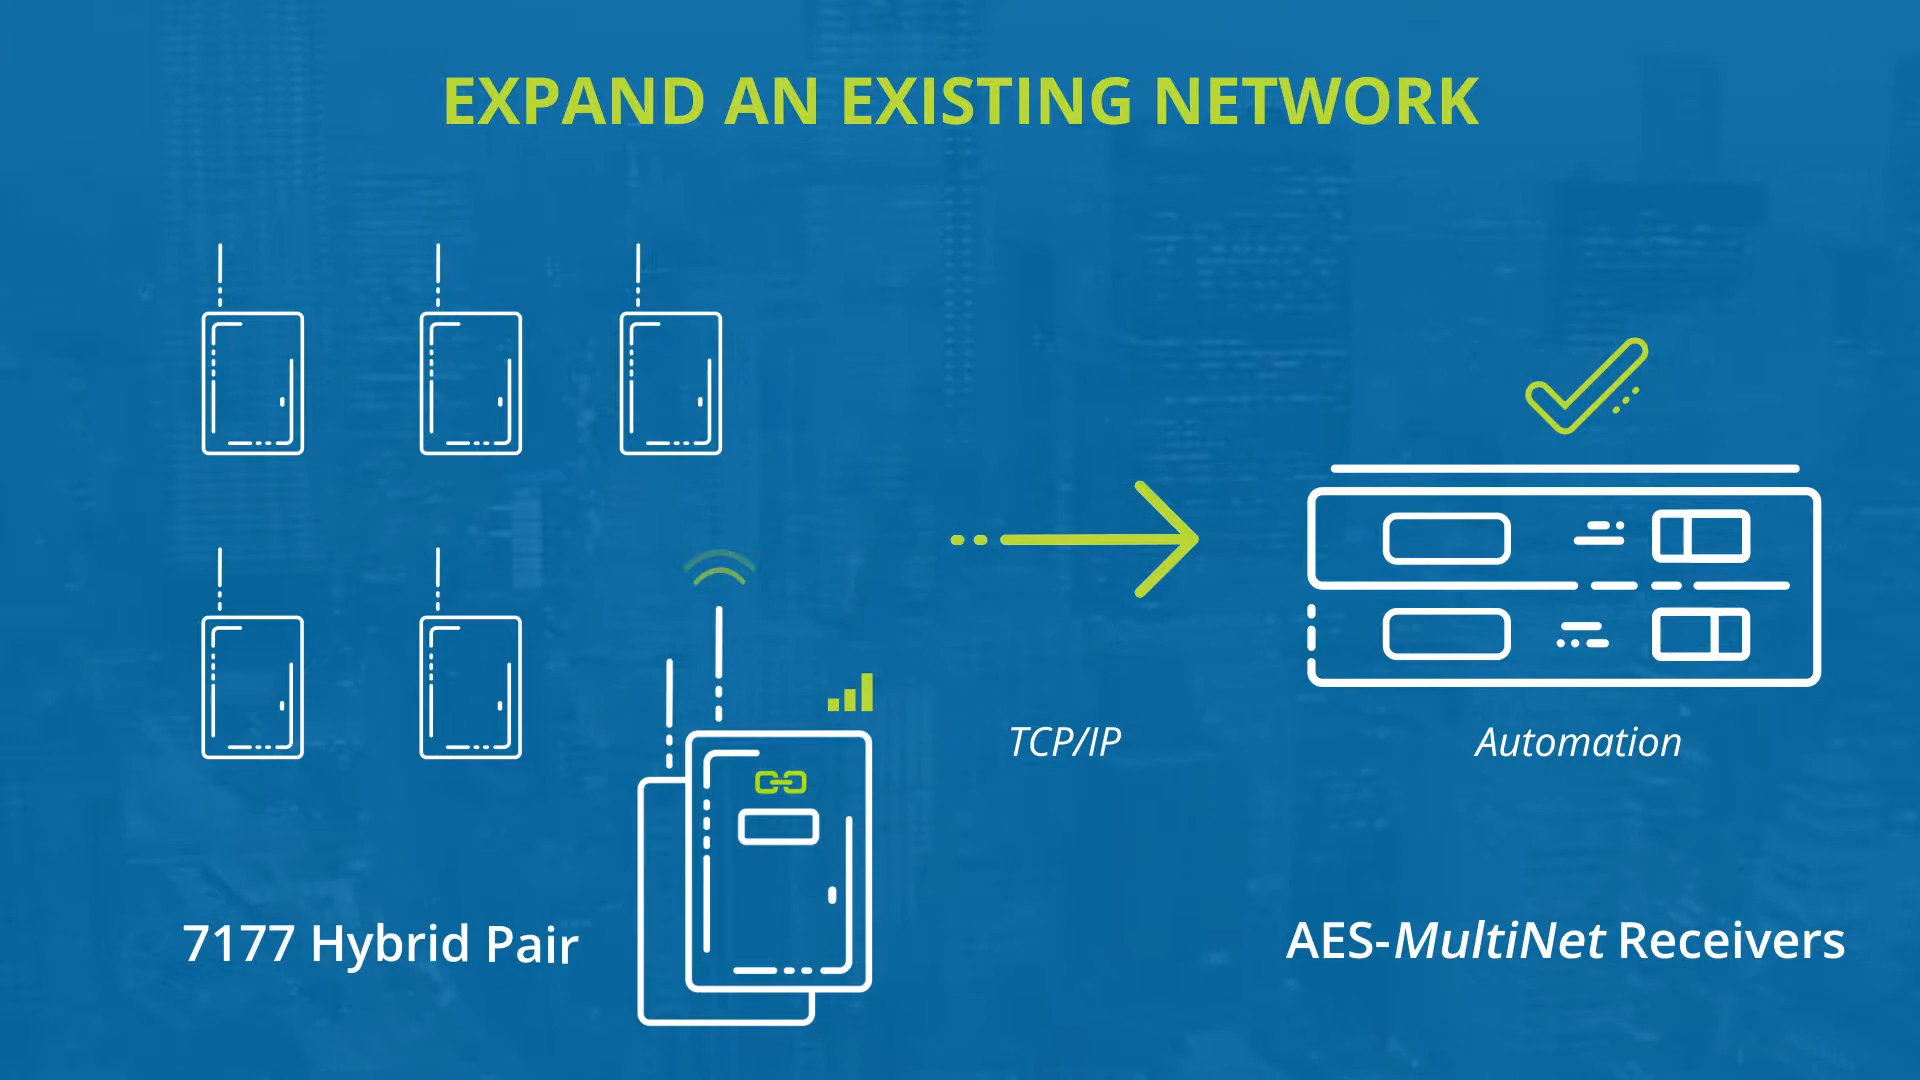 EXPAND AN EXISTING NETWORK
TCP/IP
Automation
7177 Hybrid Pair
AES-MultiNet Receivers